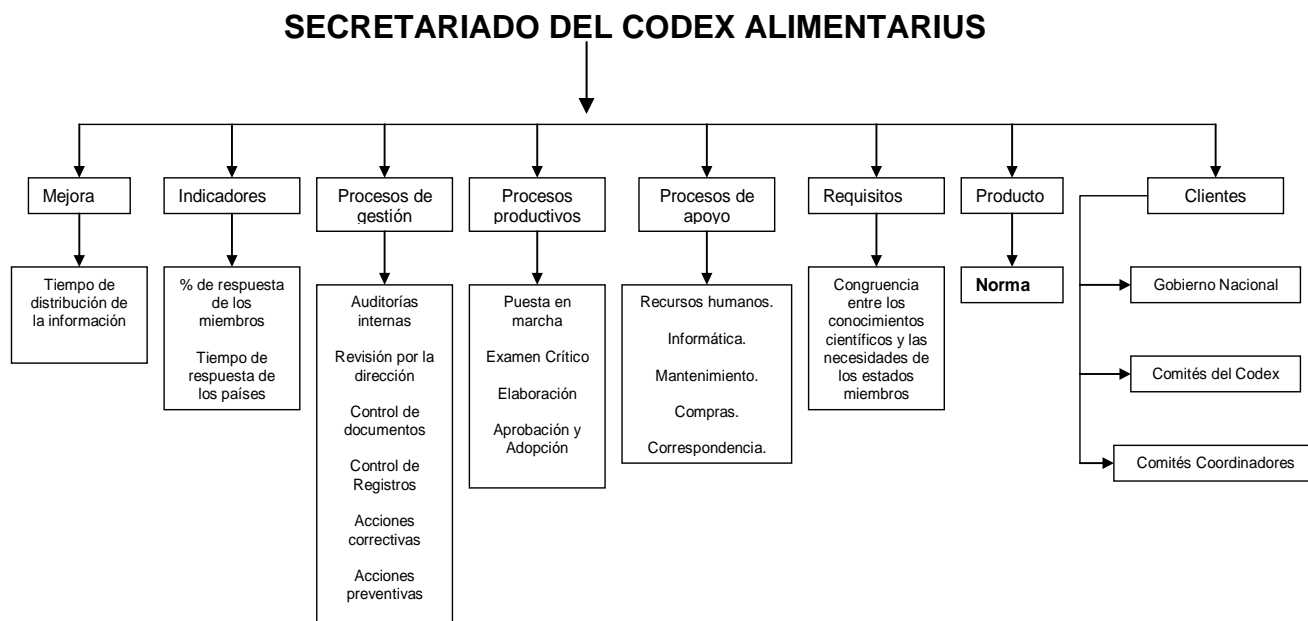 SECRETARIADO DEL CODEX ALIMENTARIUS
Mejora
Indicadores
Procesos de
gestión
Procesos
productivos
Procesos de
apoyo
Requisitos
Producto
Clientes
Tiempo de
distribución de
la información
% de respuesta
de los
miembros
Tiempo de
respuesta de
los países
Auditorías
internas
Revisión por la
dirección
Control de
documentos
Control de
Registros
Acciones
correctivas
Acciones
preventivas
Puesta en
marcha
Examen Crítico
Elaboración
Aprobación y
Adopción
Recursos humanos.
Informática.
Mantenimiento.
Compras.
Correspondencia.
Congruencia
entre los
conocimientos
científicos y las
necesidades de
los estados
miembros
Norma
Gobierno Nacional
Comités del Codex
Comités Coordinadores